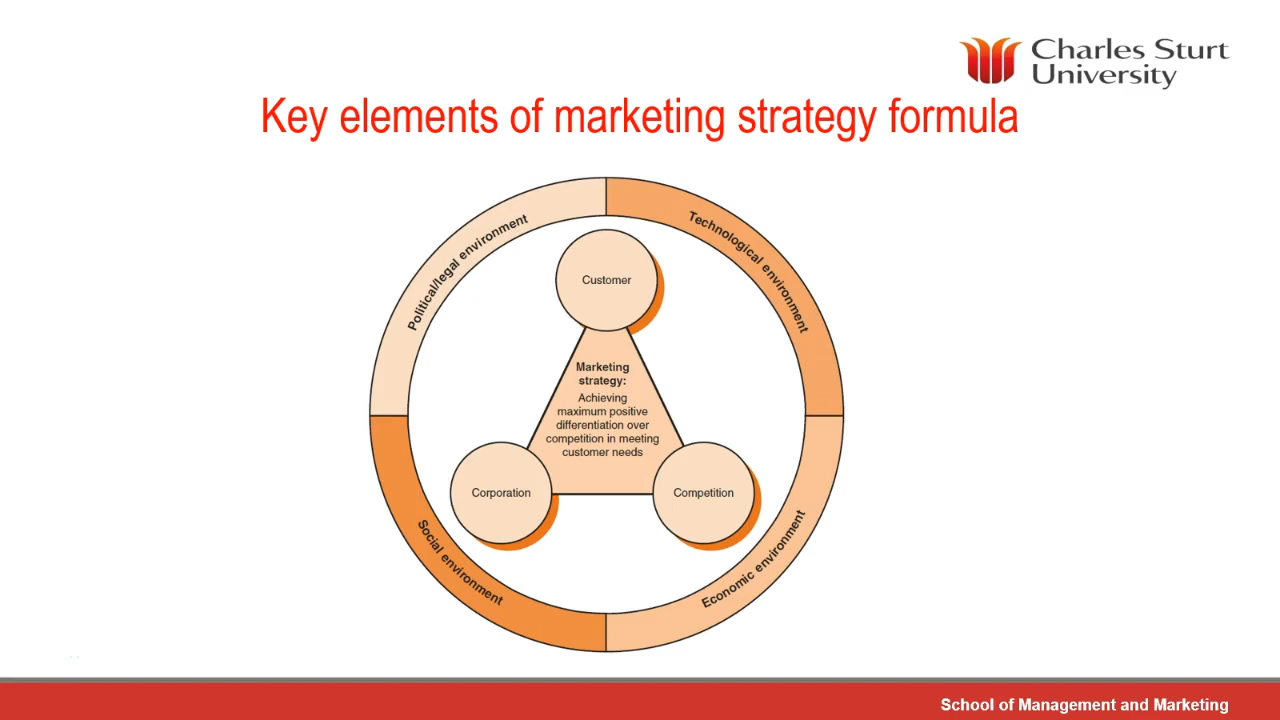 Charles Sturt
University
Key elements of marketing strategy formula
Political/legal environment
Technological environment
Customer
Marketing
strategy:
Achieving
maximum positive
differentiation over
competition in meeting
customer needs
Corporation
Competition
Social environment
Economic environment
School of Management and Marketing